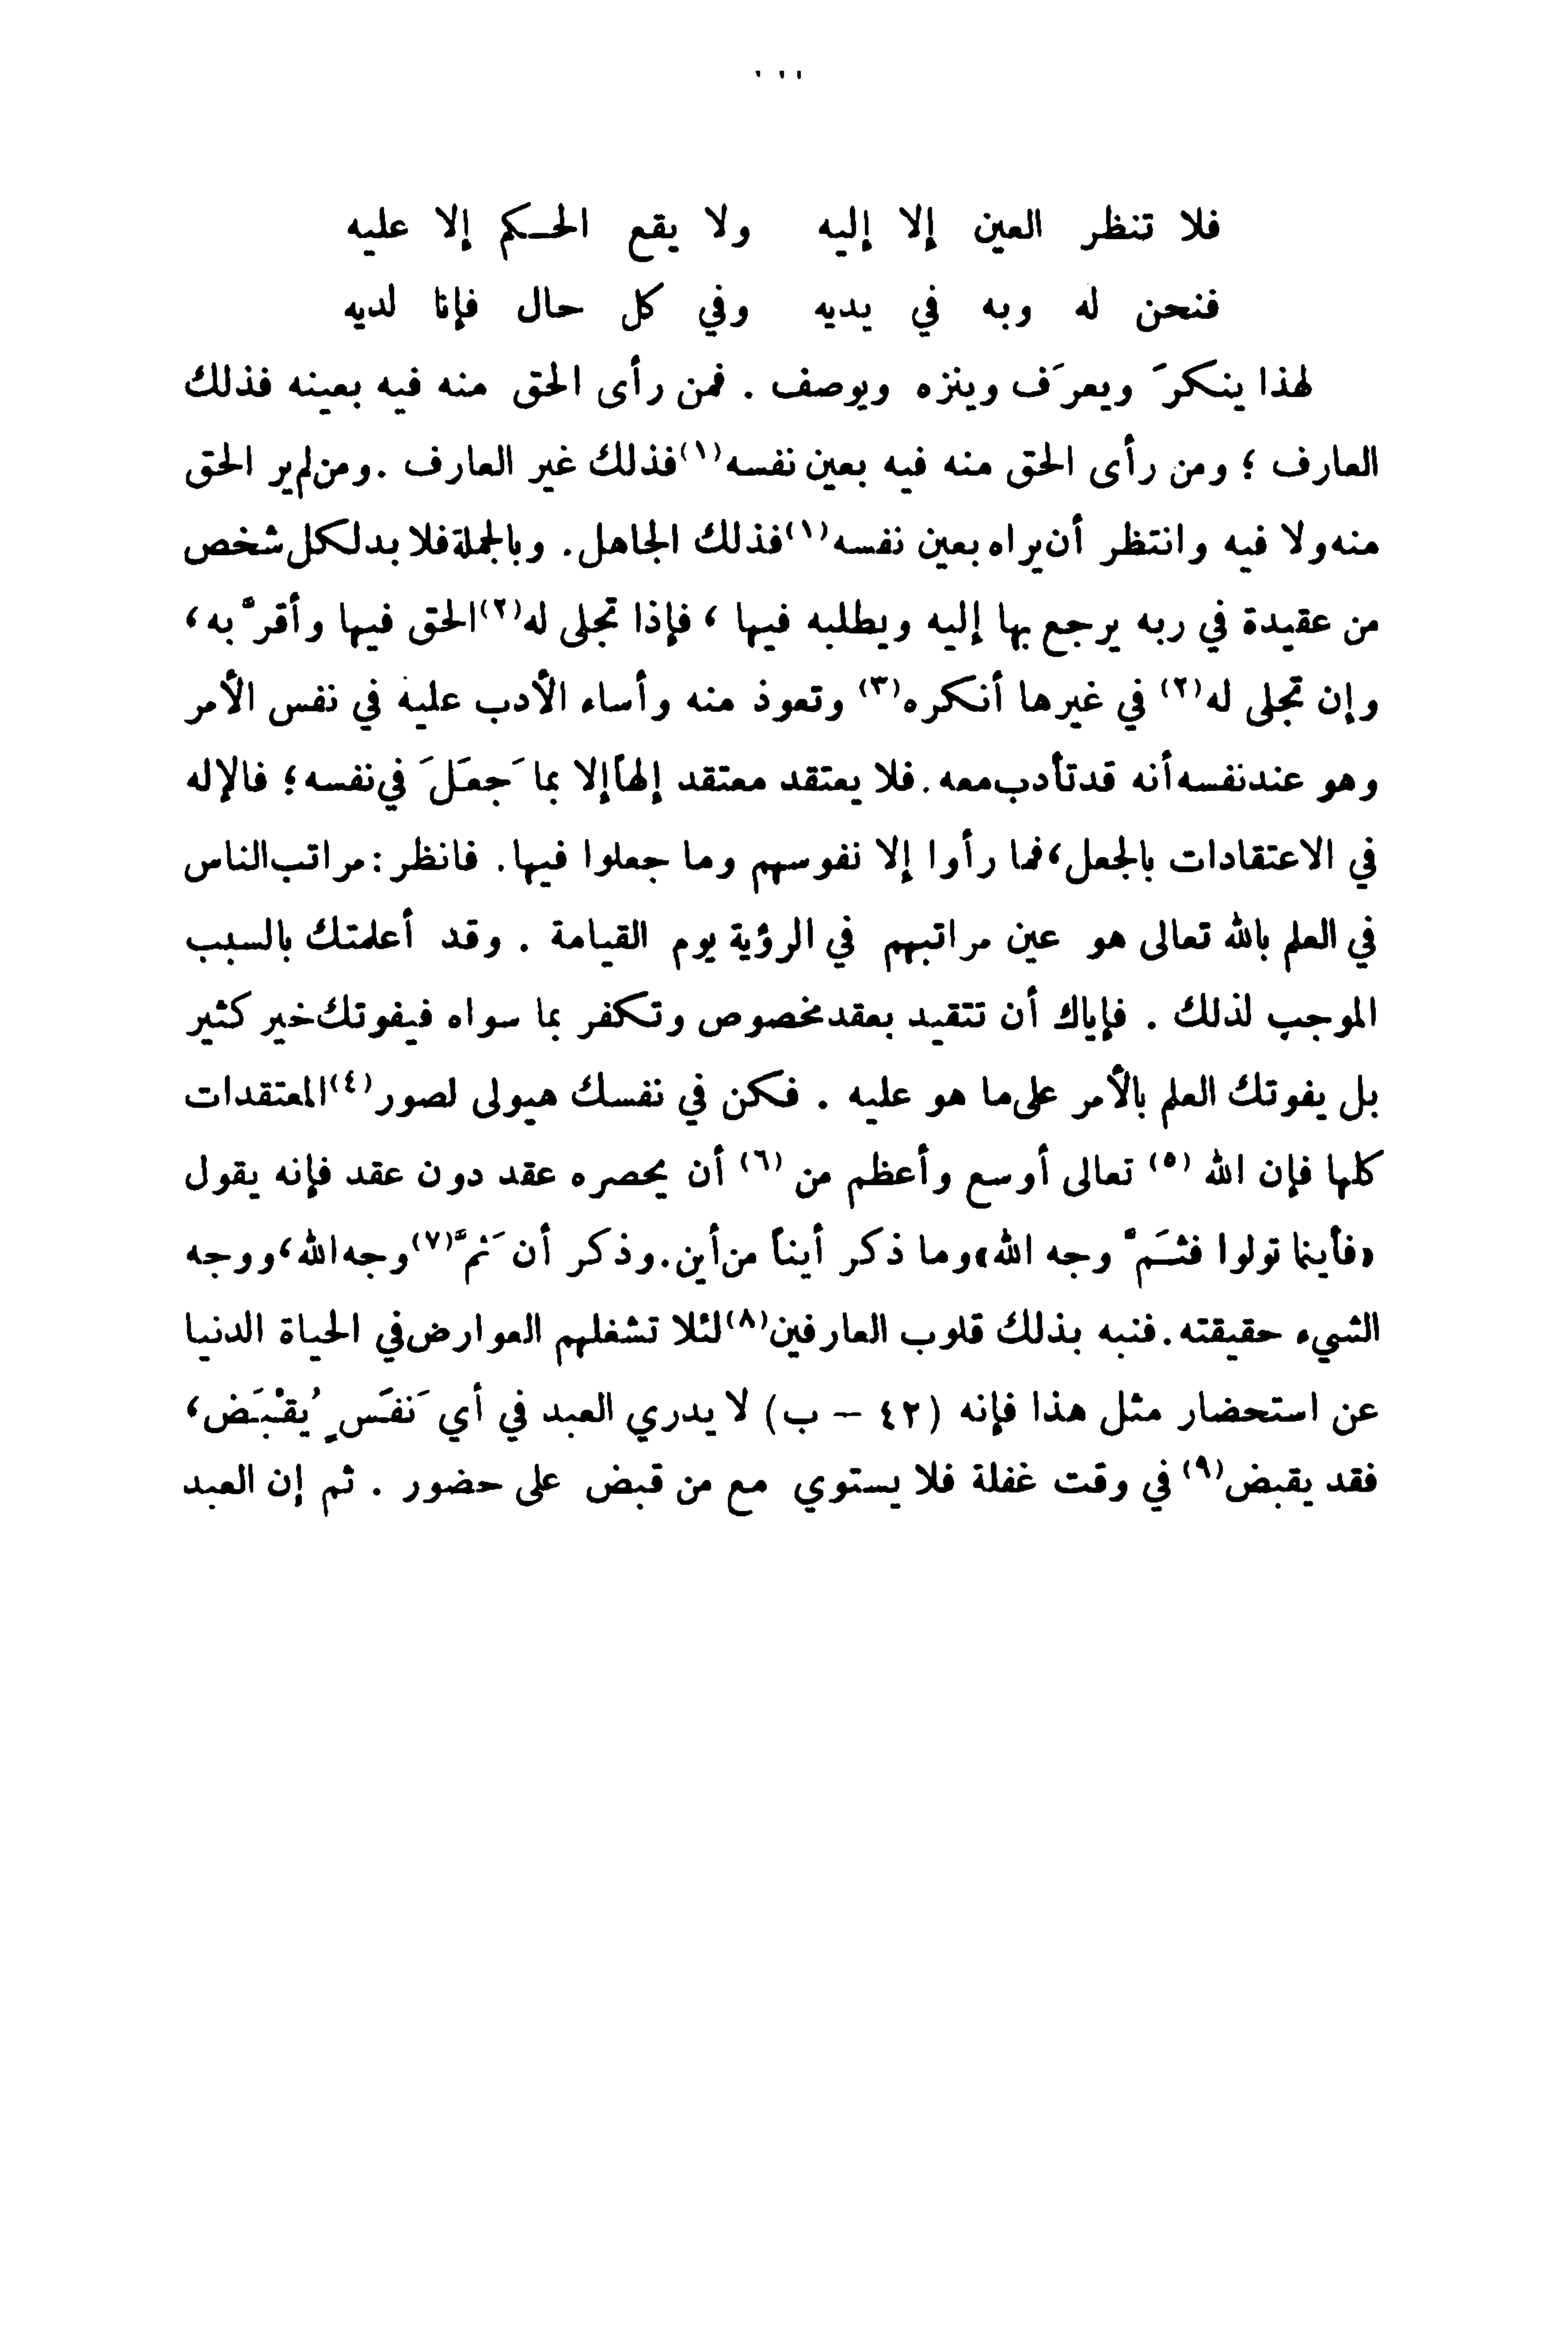 فلا تنظر العين إلا إليه ولا يقع الحكم إلا عليه
فنحن له وبه في يديه وفي كل حال فإنا لديه
لهذا ينكَر ويعرَف وينزه ويوصف . فمن رأى الحق منه فيه بعينه فذلك
العارف ؛ ومن رأى الحق منه فيه بعين نفسه(١) فذلك غير العارف . ومن لم ير الحق
منه ولا فيه وانتظر أن يراه بعين نفسه(١) فذلك الجاهل. وبالجملة فلا بد لكل شخص
من عقيدة في ربه يرجع بها إليه ويطلبه فيها ، فإذا تجلى له(٢) الحق فيها وأقرَّ به ،
وإن تجلى له(٢) في غيرها أنكره(٣) وتعوذ منه وأساء الأدب عليه في نفس الأمر
وهو عند نفسه أنه قد تأدب معه. فلا يعتقد معتقد إلهاً إلا بما جَعَلَ في نفسه ؛ فالإله
في الاعتقادات بالجعل، فما رأوا إلا نفوسهم وما جعلوا فيها. فانظر : مراتب الناس
في العلم بالله تعالى هو عين مراتبهم في الرؤية يوم القيامة . وقد أعلمتك بالسبب
الموجب لذلك . فإياك أن تتقيد بعقد مخصوص وتكفر بما سواه فيفوتك خير كثير
بل يفوتك العلم بالأمر على ما هو عليه . فكن في نفسك هيولى لصور(٤) المعتقدات
كلها فإن الله (٥) تعالى أوسع وأعظم من (٦) أن يحصره عقد دون عقد فإنه يقول
«فأينما تولوا فثَمَّ وجه الله» وما ذكر أيناً من أين. وذكر أن ثَمَّ(٧) وجه الله، ووجه
الشيء حقيقته. فنبه بذلك قلوب العارفين(٨) لئلا تشغلهم العوارض في الحياة الدنيا
عن استحضار مثل هذا فإنه (٤٢ – ب) لا يدري العبد في أي نَفَسٍ يُقْبَض ،
فقد يقبض(٩) في وقت غفلة فلا يستوي مع من قبض على حضور . ثم إن العبد